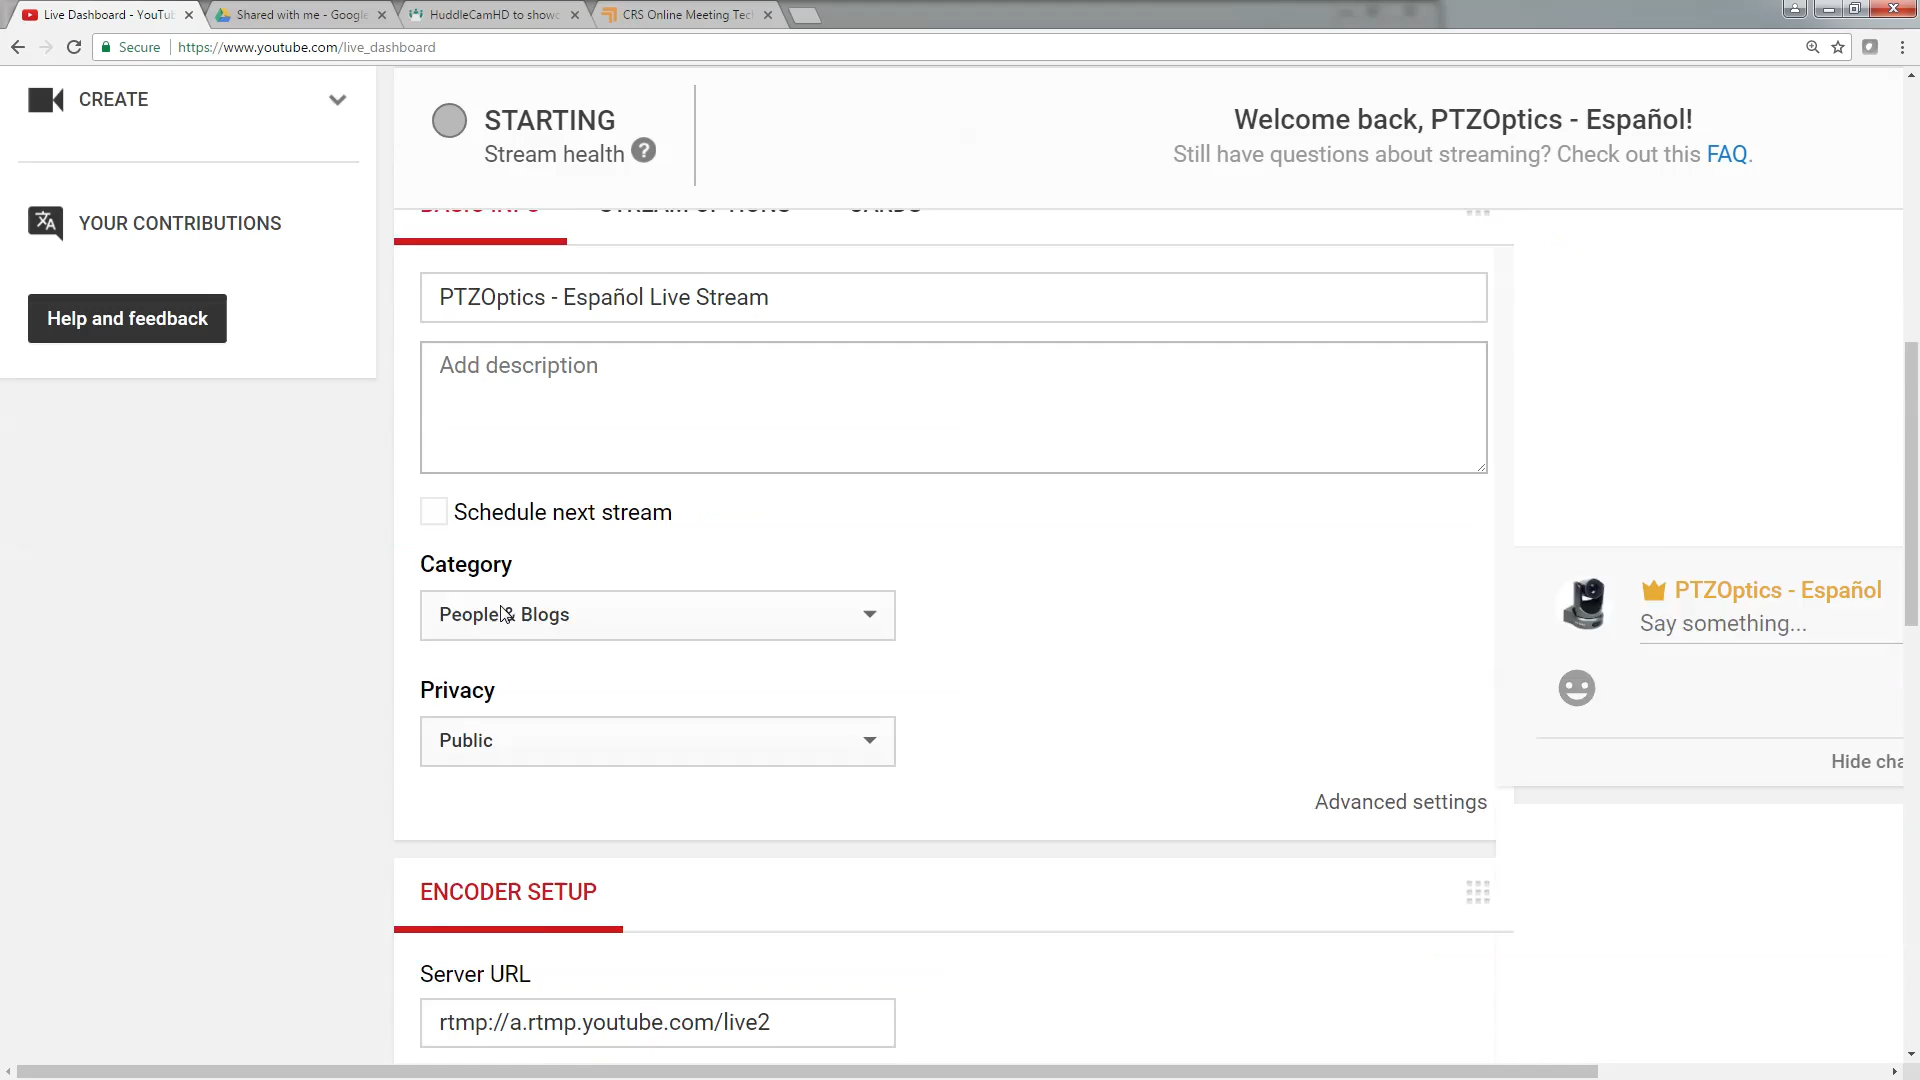 Live Dashboard - YouTu
Shared with me - Google
HuddleCamHD to showc
CRS Online Meeting Tec
Secure
https://www.youtube.com/live_dashboard
CREATE
STARTING
Stream health ?
Welcome back, PTZOptics - Español!
Still have questions about streaming? Check out this FAQ.
YOUR CONTRIBUTIONS
Help and feedback
BASIC INFO
STREAM OPTIONS
CARDS
PTZOptics - Español Live Stream
Add description
Schedule next stream
Category
People & Blogs
Privacy
Public
Advanced settings
PTZOptics - Español
Say something...
Hide cha
ENCODER SETUP
Server URL
rtmp://a.rtmp.youtube.com/live2